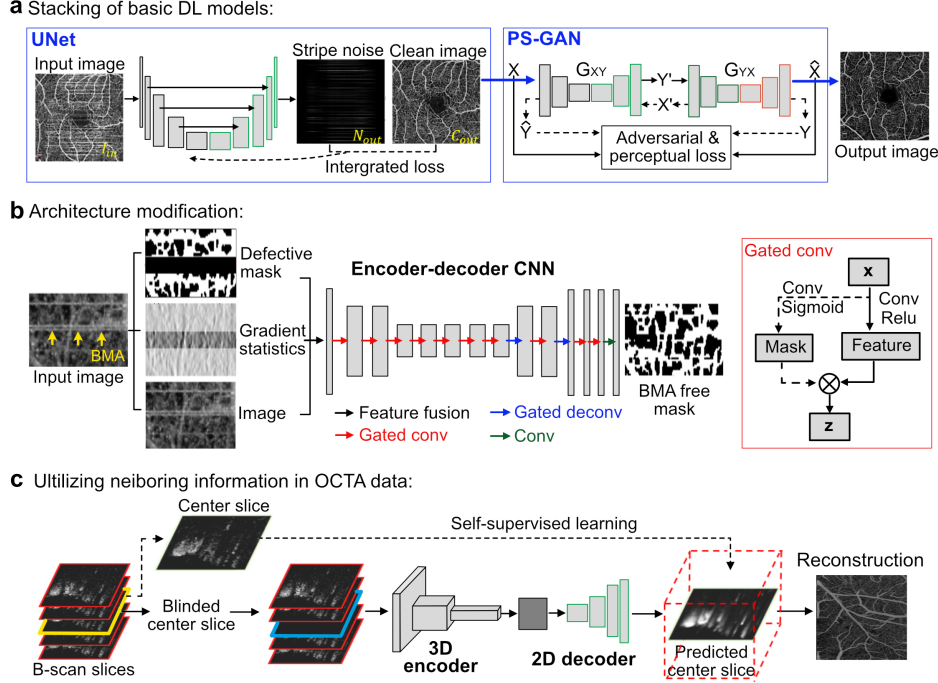 a Stacking of basic DL models:
UNet
Input image
Stripe noise
Clean image
I_in
N_out
C_out
Intergrated loss
PS-GAN
X
G_XY
Y'
X'
G_YX
X̂
Ŷ
Y
Adversarial &
perceptual loss
Output image
b Architecture modification:
Defective
mask
Gradient
statistics
Image
BMA
Input image
Encoder-decoder CNN
BMA free
mask
Feature fusion
Gated deconv
Gated conv
Conv
Gated conv
x
Conv
Sigmoid
Conv
Relu
Mask
Feature
z
c Ultilizing neiboring information in OCTA data:
Center slice
Self-supervised learning
Reconstruction
Blinded
center slice
B-scan slices
3D
encoder
2D decoder
Predicted
center slice